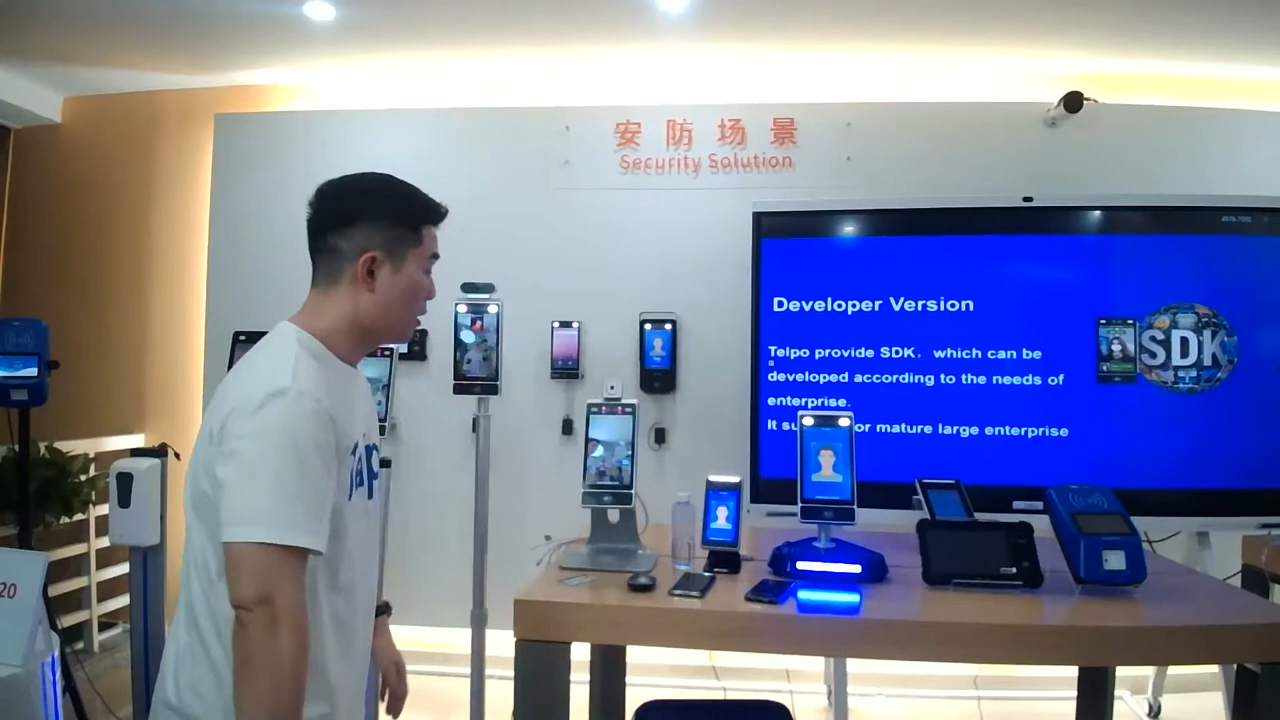 安防场景
Security Solution
Developer Version
Telpo provide SDK, which can be
developed according to the needs of
enterprise.
It su or mature large enterprise
SDK
20